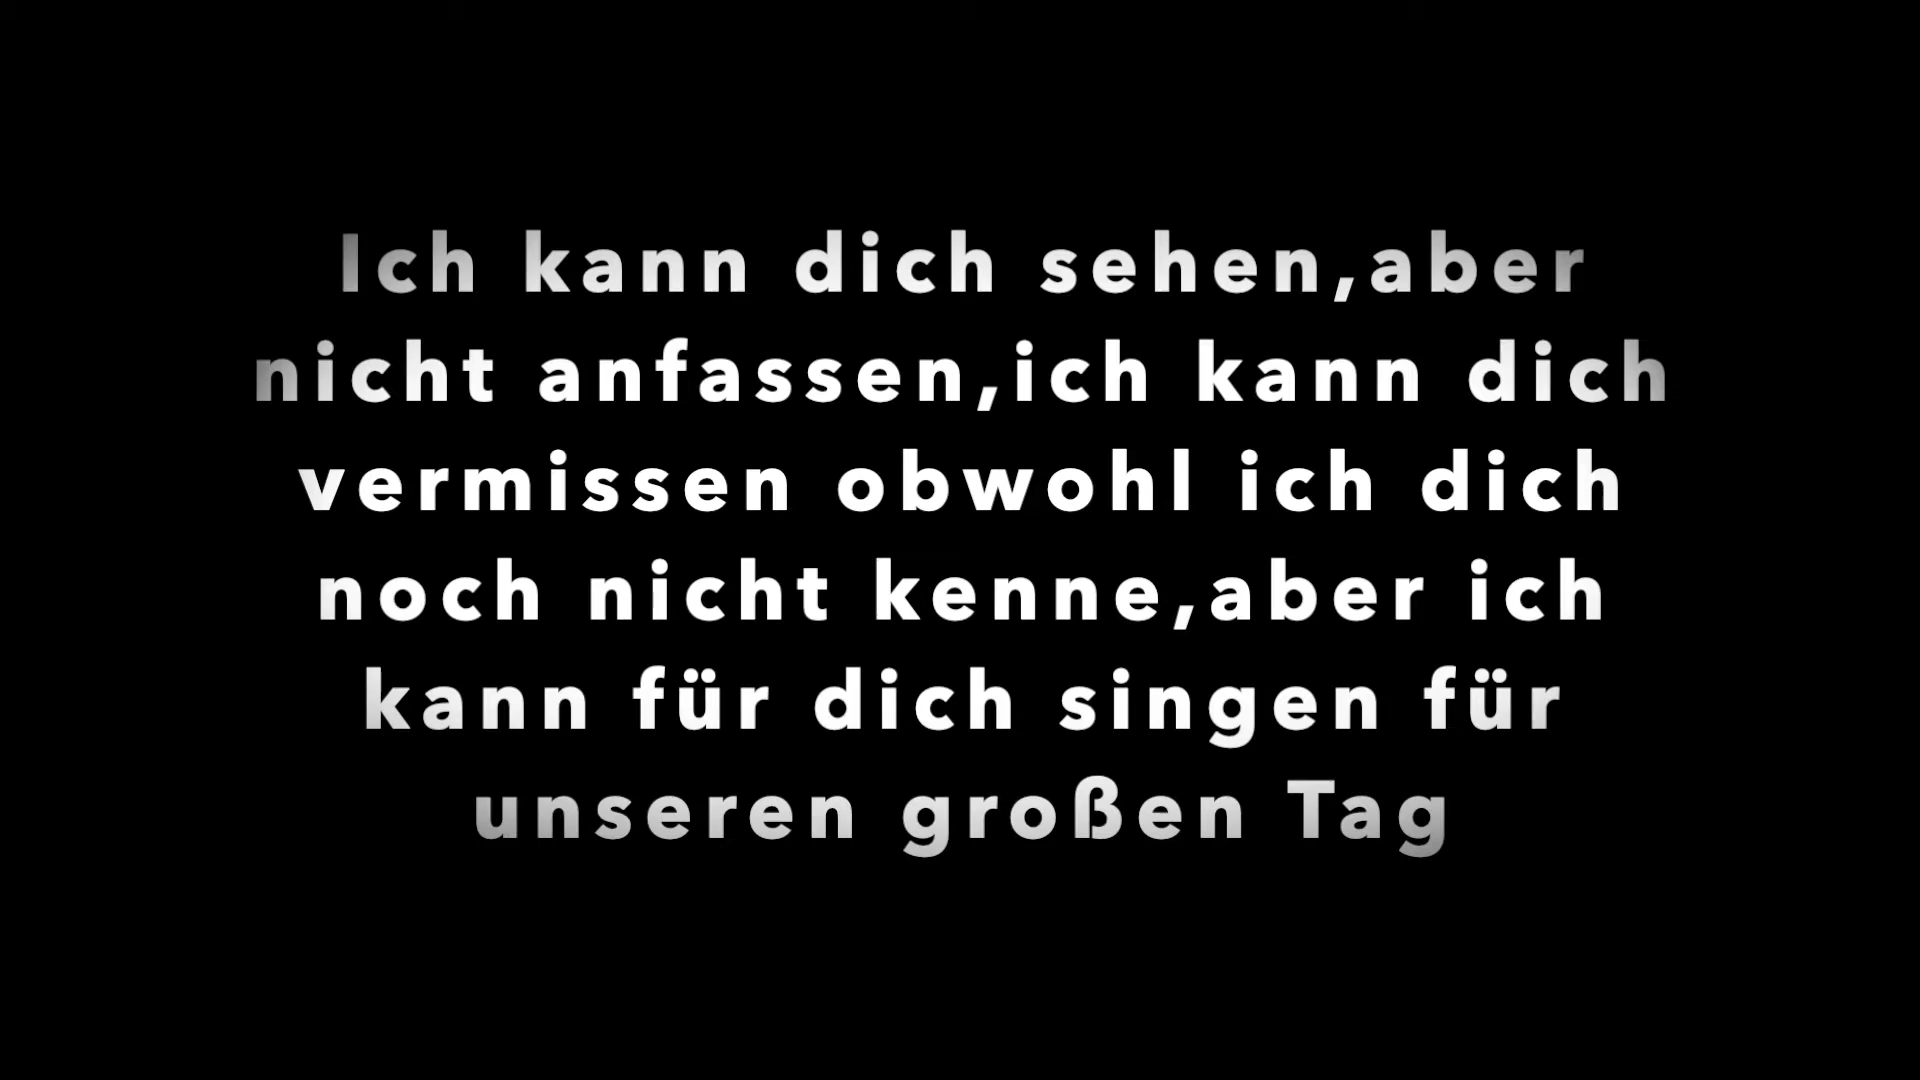 Ich kann dich sehen,aber
nicht anfassen,ich kann dich
vermissen obwohl ich dich
noch nicht kenne,aber ich
kann für dich singen für
unseren großen Tag